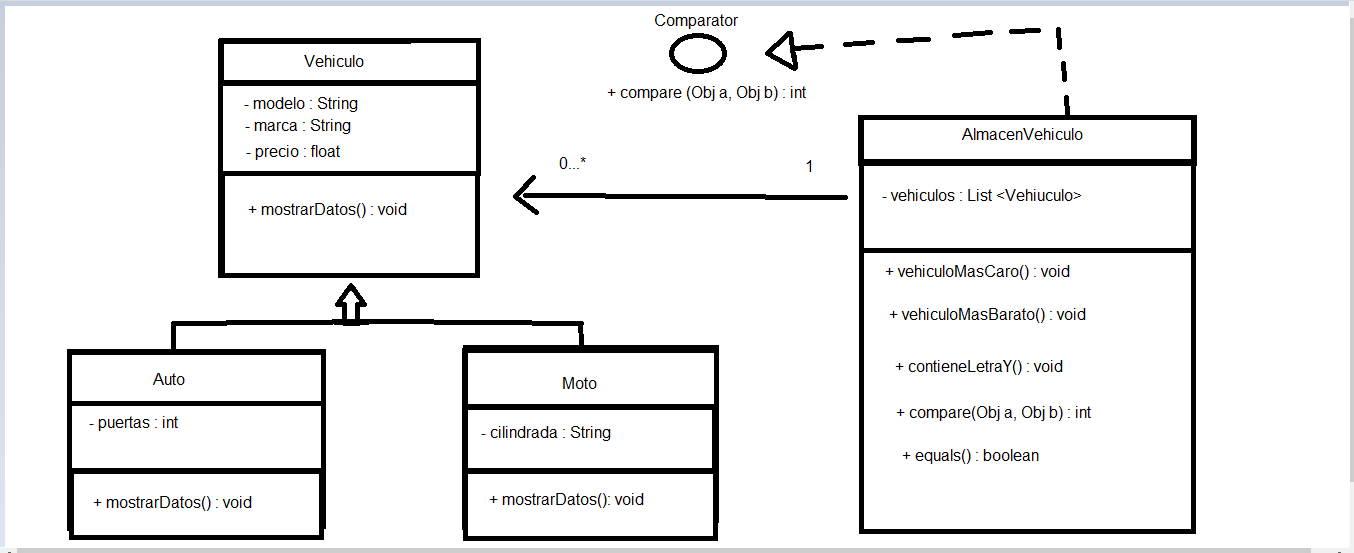 Comparator
+ compare (Obj a, Obj b) : int
Vehiculo
- modelo : String
- marca : String
- precio : float
+ mostrarDatos() : void
0...*
1
AlmacenVehiculo
- vehiculos : List <Vehiuculo>
+ vehiculoMasCaro() : void
+ vehiculoMasBarato() : void
+ contieneLetraY() : void
+ compare(Obj a, Obj b) : int
+ equals() : boolean
Auto
- puertas : int
+ mostrarDatos() : void
Moto
- cilindrada : String
+ mostrarDatos(): void